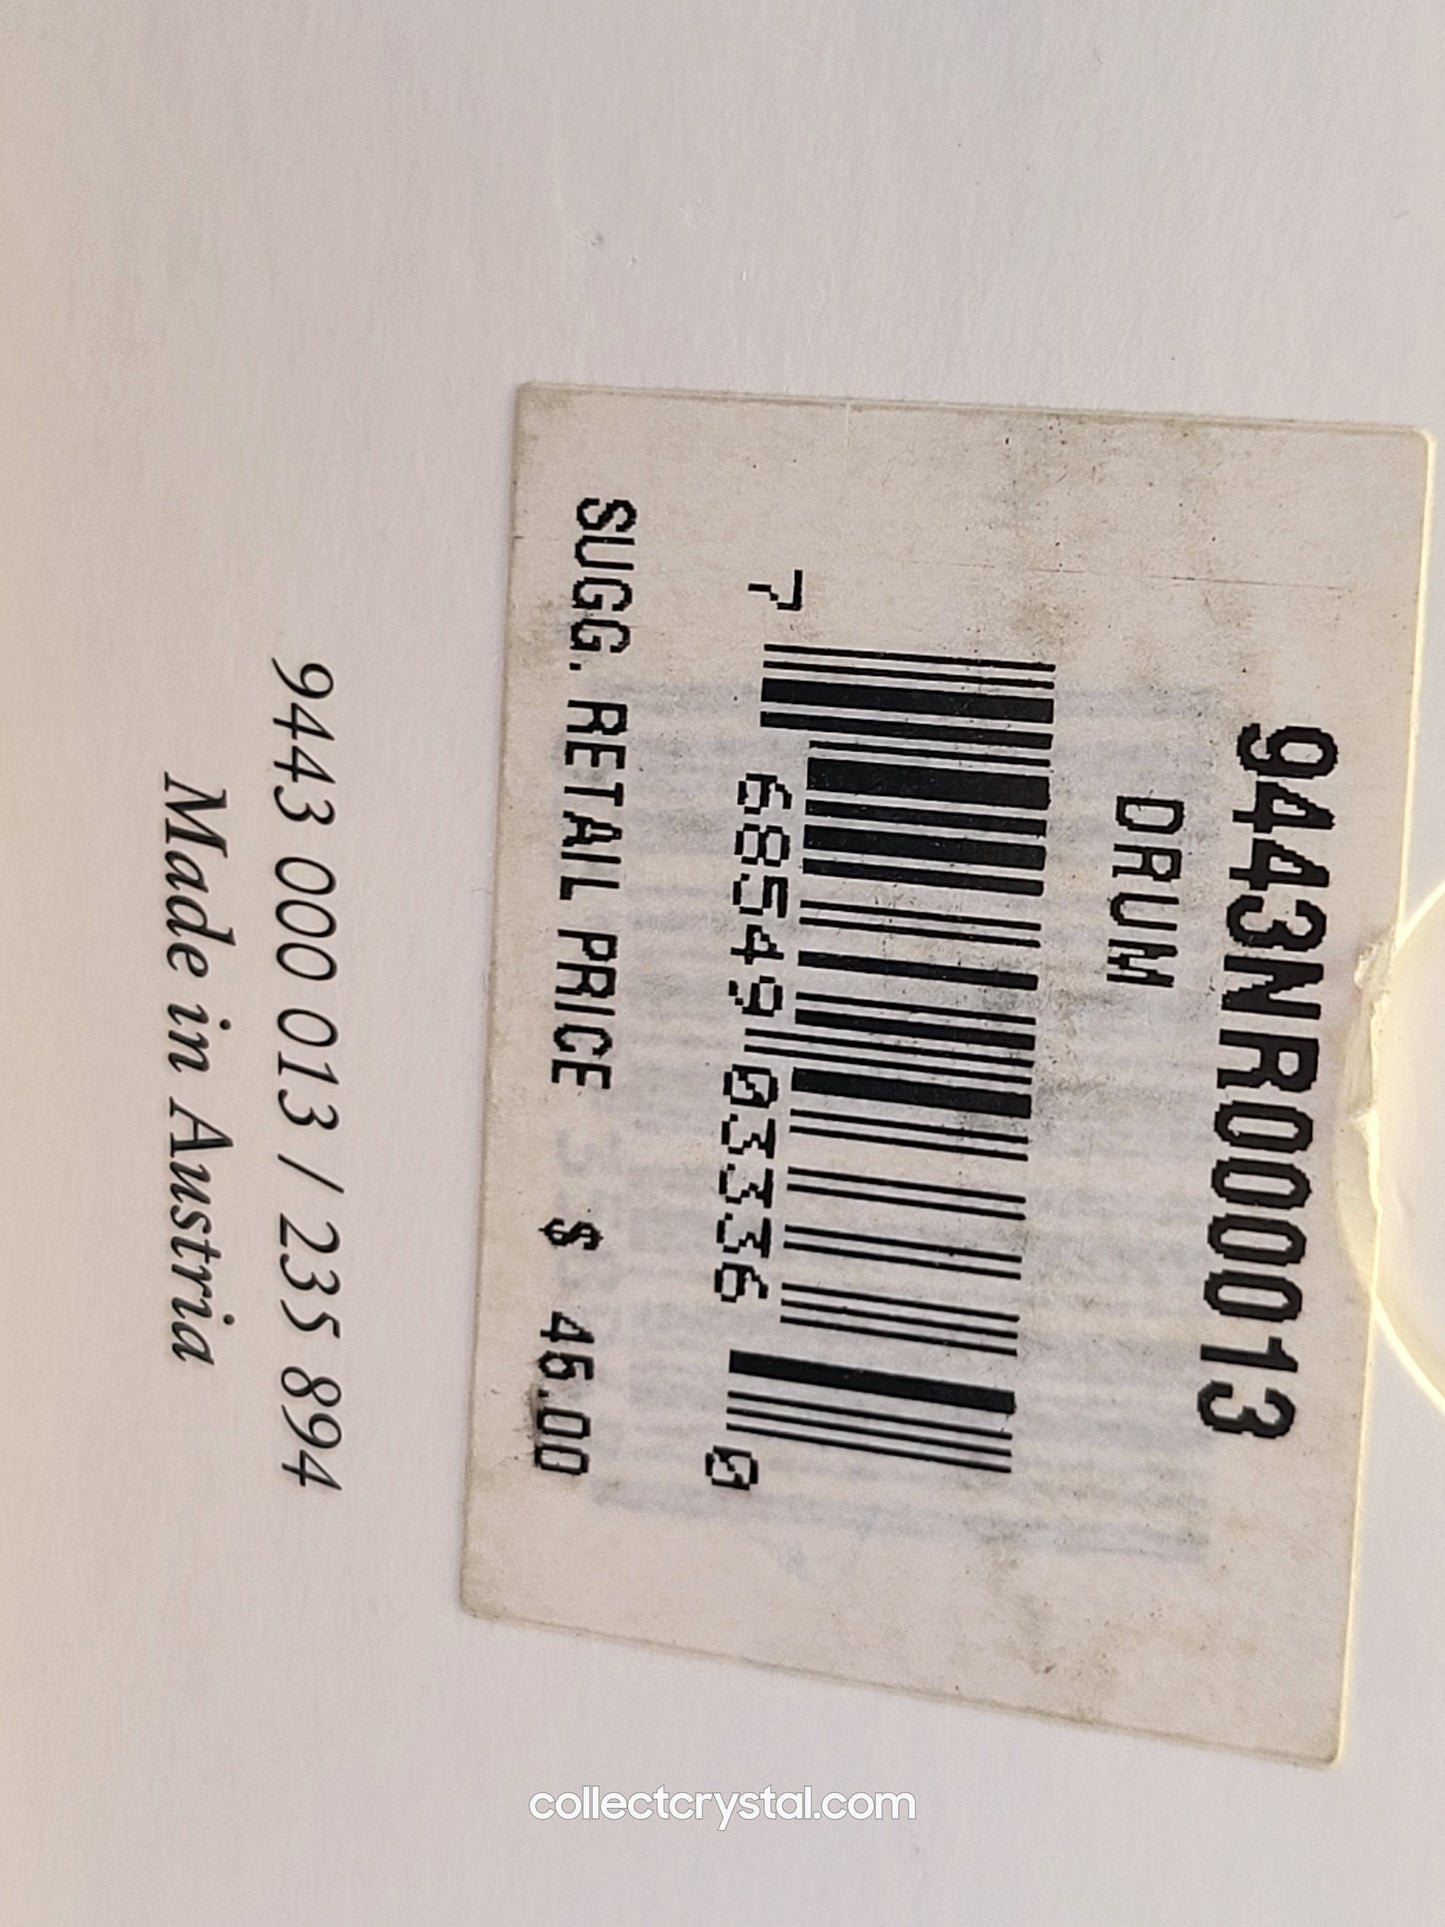 9443NR000013
DRUM
7 68549 03336 0
SUGG. RETAIL PRICE $ 45.00
9443 000 013 / 235 894
Made in Austria
collectcrystal.com